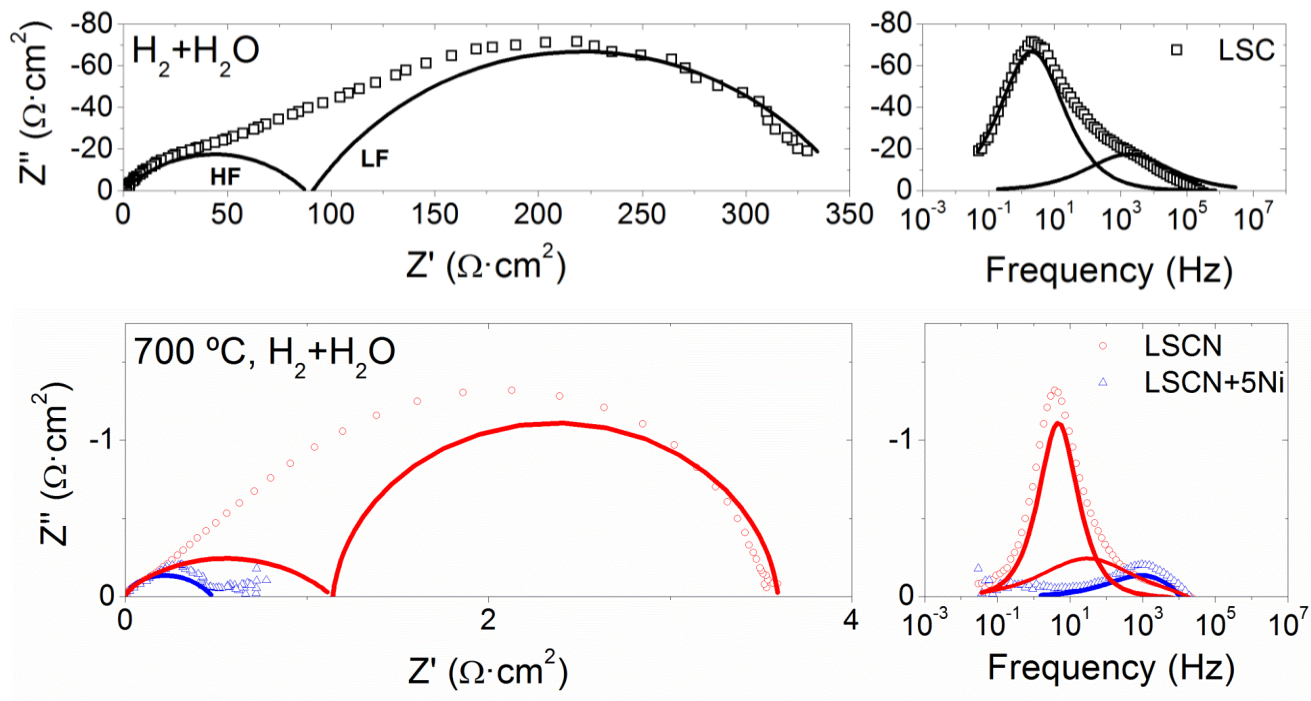 H₂+H₂O
Z'' (Ω·cm²)
-80
-60
-40
-20
0
HF
LF
0
50
100
150
200
250
300
350
Z' (Ω·cm²)
LSC
-80
-60
-40
-20
0
10⁻³
10⁻¹
10¹
10³
10⁵
10⁷
Frequency (Hz)
700 ºC, H₂+H₂O
Z'' (Ω·cm²)
-1
0
0
2
4
Z' (Ω·cm²)
LSCN
LSCN+5Ni
-1
0
10⁻³
10⁻¹
10¹
10³
10⁵
10⁷
Frequency (Hz)